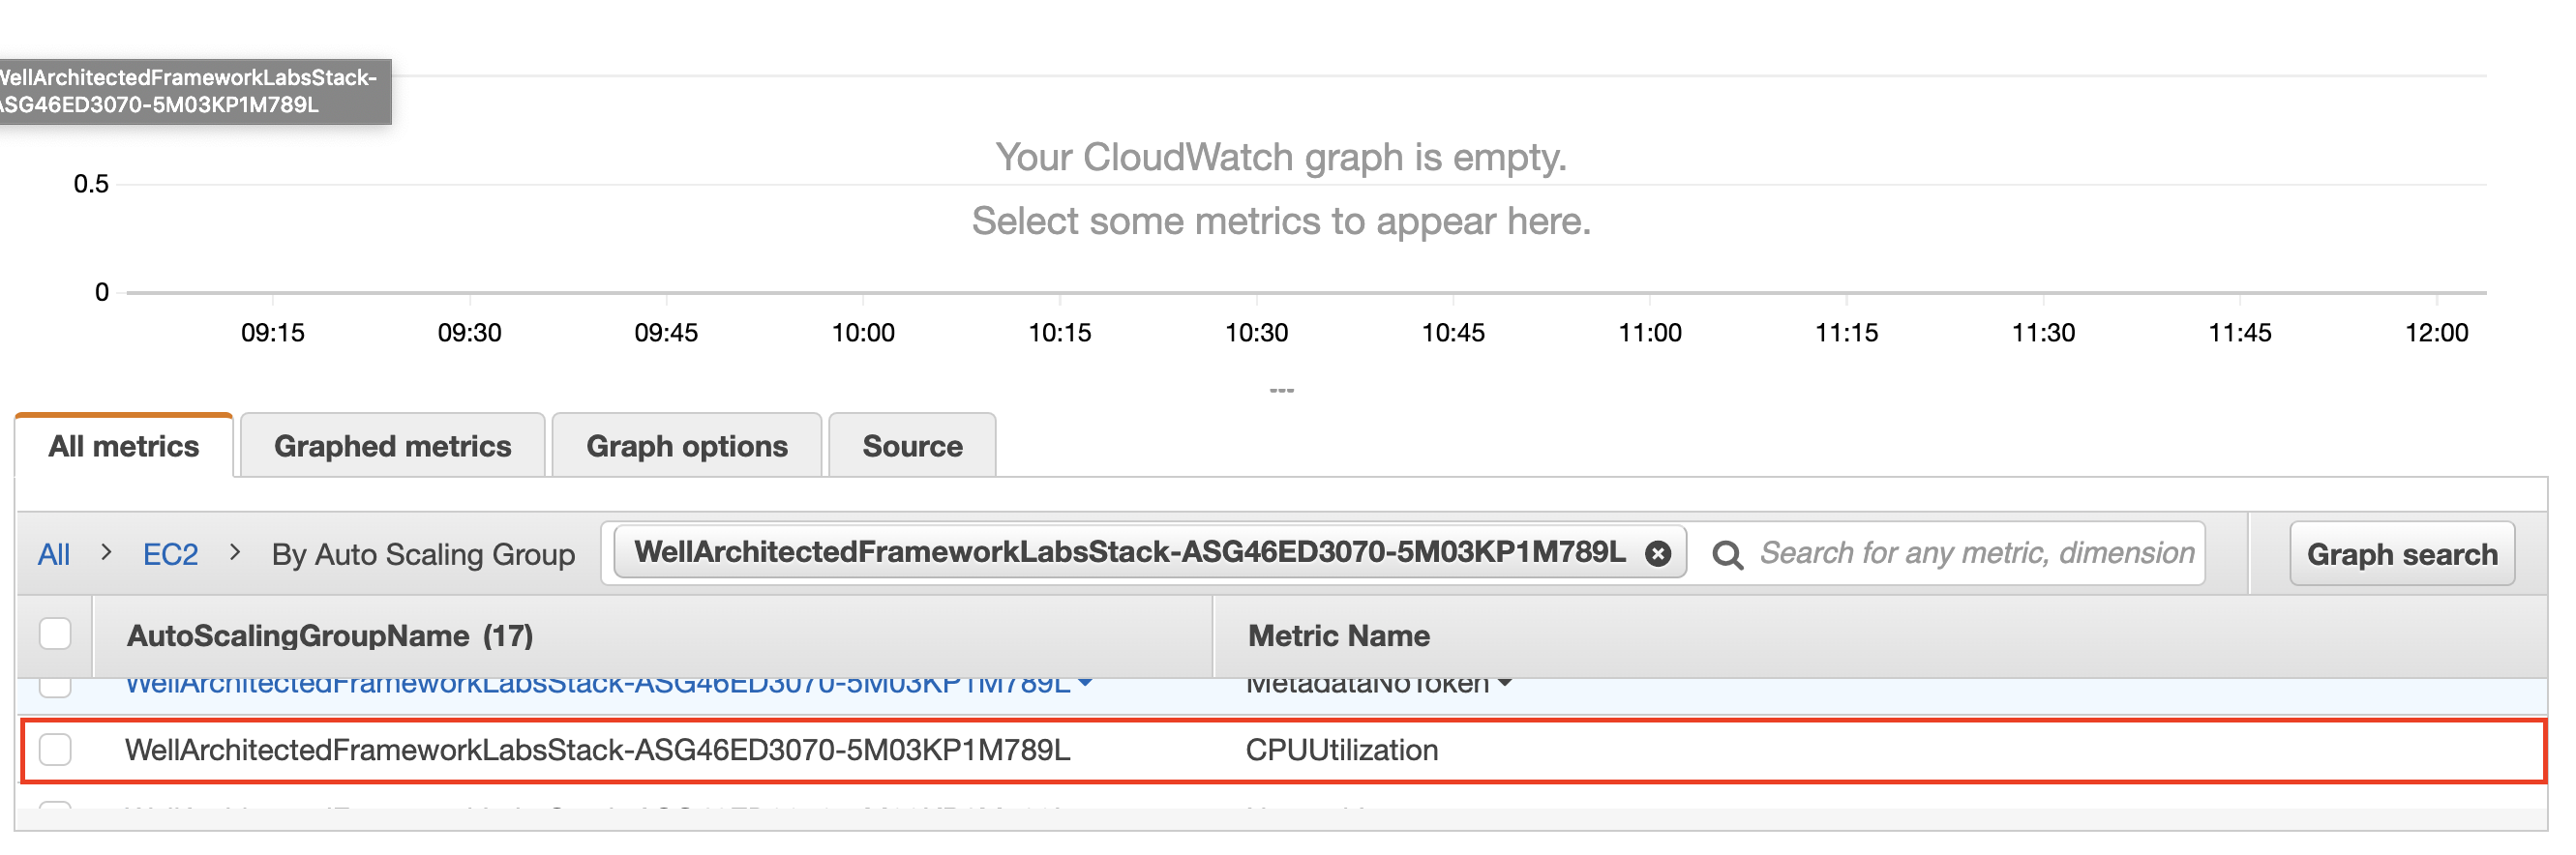 WellArchitectedFrameworkLabsStack-
ASG46ED3070-5M03KP1M789L
Your CloudWatch graph is empty.
0.5
Select some metrics to appear here.
0
09:15 09:30 09:45 10:00 10:15 10:30 10:45 11:00 11:15 11:30 11:45 12:00
All metrics Graphed metrics Graph options Source
All > EC2 > By Auto Scaling Group WellArchitectedFrameworkLabsStack-ASG46ED3070-5M03KP1M789L Search for any metric, dimension Graph search
AutoScalingGroupName (17) Metric Name
WellArchitectedFrameworkLabsStack-ASG46ED3070-5M03KP1M789L MetadataNoToken
WellArchitectedFrameworkLabsStack-ASG46ED3070-5M03KP1M789L CPUUtilization